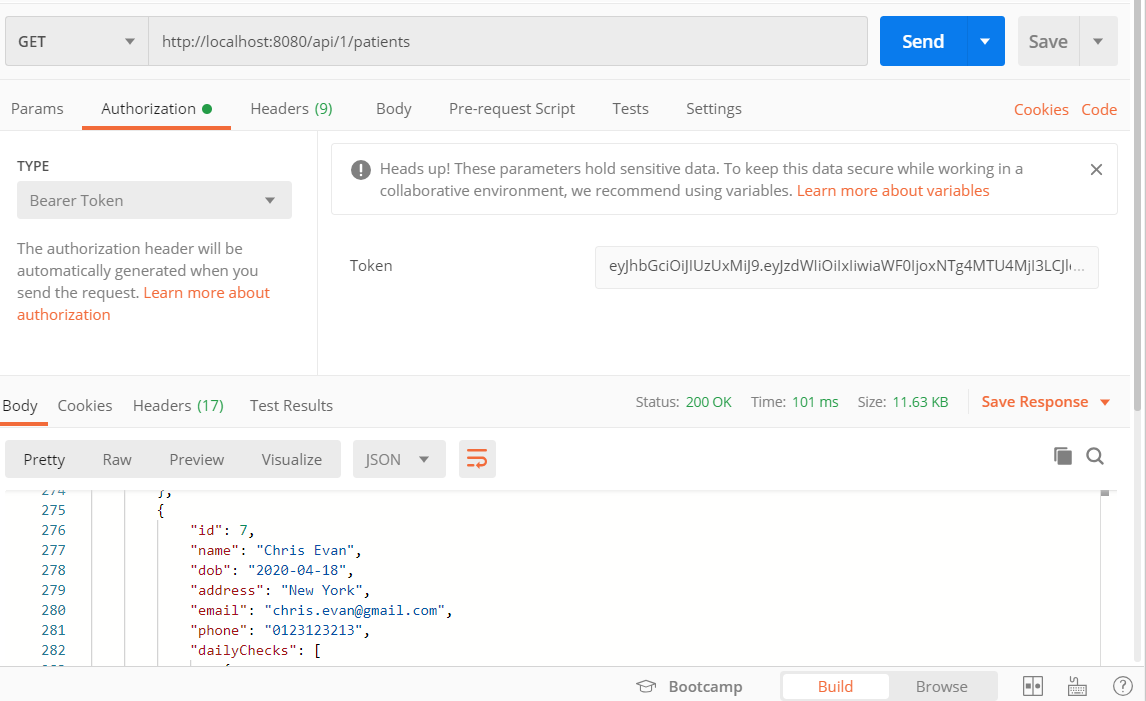 GET http://localhost:8080/api/1/patients Send Save
Params Authorization Headers (9) Body Pre-request Script Tests Settings Cookies Code
TYPE
Bearer Token
The authorization header will be
automatically generated when you
send the request. Learn more about
authorization
Heads up! These parameters hold sensitive data. To keep this data secure while working in a
collaborative environment, we recommend using variables. Learn more about variables
Token
Body Cookies Headers (17) Test Results Status: 200 OK Time: 101 ms Size: 11.63 KB Save Response
Pretty Raw Preview Visualize JSON
274 },
275 {
276 "id": 7,
277 "name": "Chris Evan",
278 "dob": "2020-04-18",
279 "address": "New York",
280 "email": "chris.evan@gmail.com",
281 "phone": "0123123213",
282 "dailyChecks": [
Bootcamp Build Browse